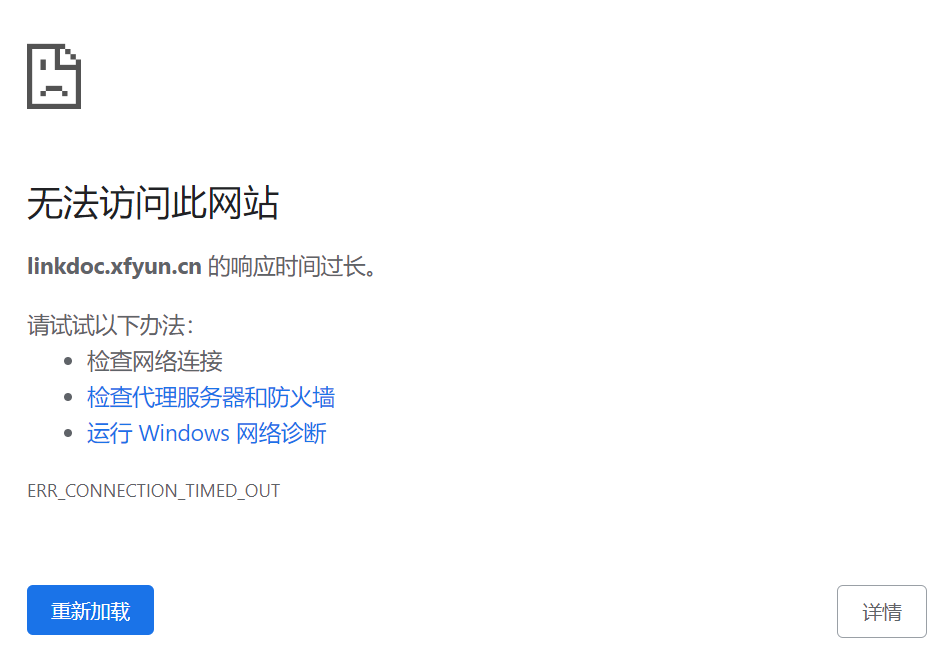 无法访问此网站
linkdoc.xfyun.cn 的响应时间过长。
请试试以下办法：
检查网络连接
检查代理服务器和防火墙
运行 Windows 网络诊断
ERR_CONNECTION_TIMED_OUT
重新加载
详情